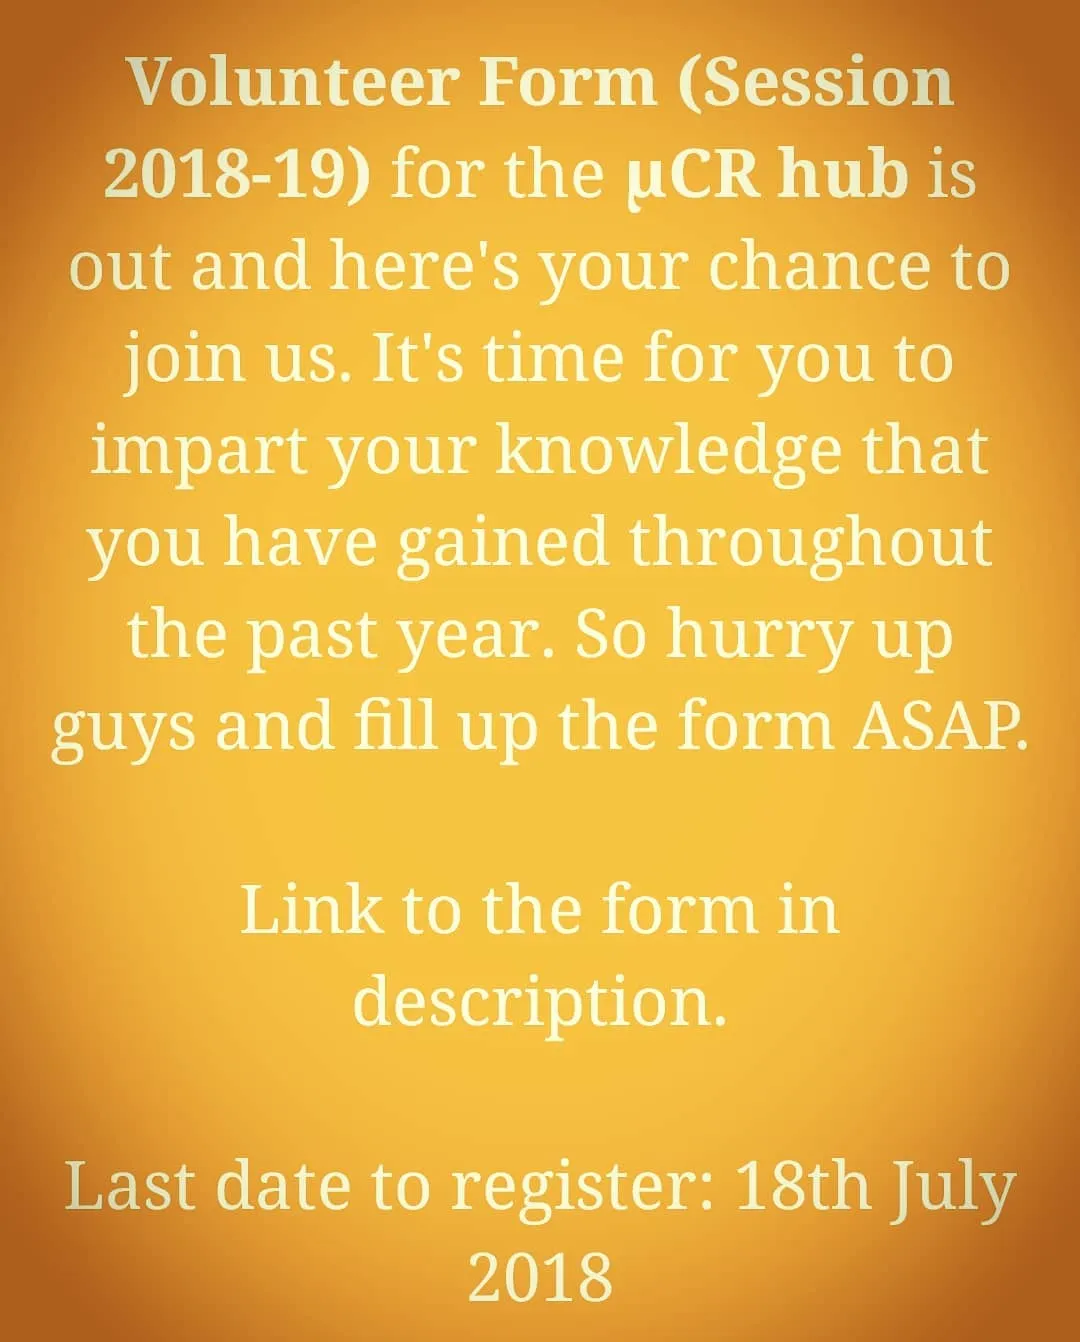 Volunteer Form (Session
2018-19) for the µCR hub is
out and here's your chance to
join us. It's time for you to
impart your knowledge that
you have gained throughout
the past year. So hurry up
guys and fill up the form ASAP.
Link to the form in
description.
Last date to register: 18th July
2018